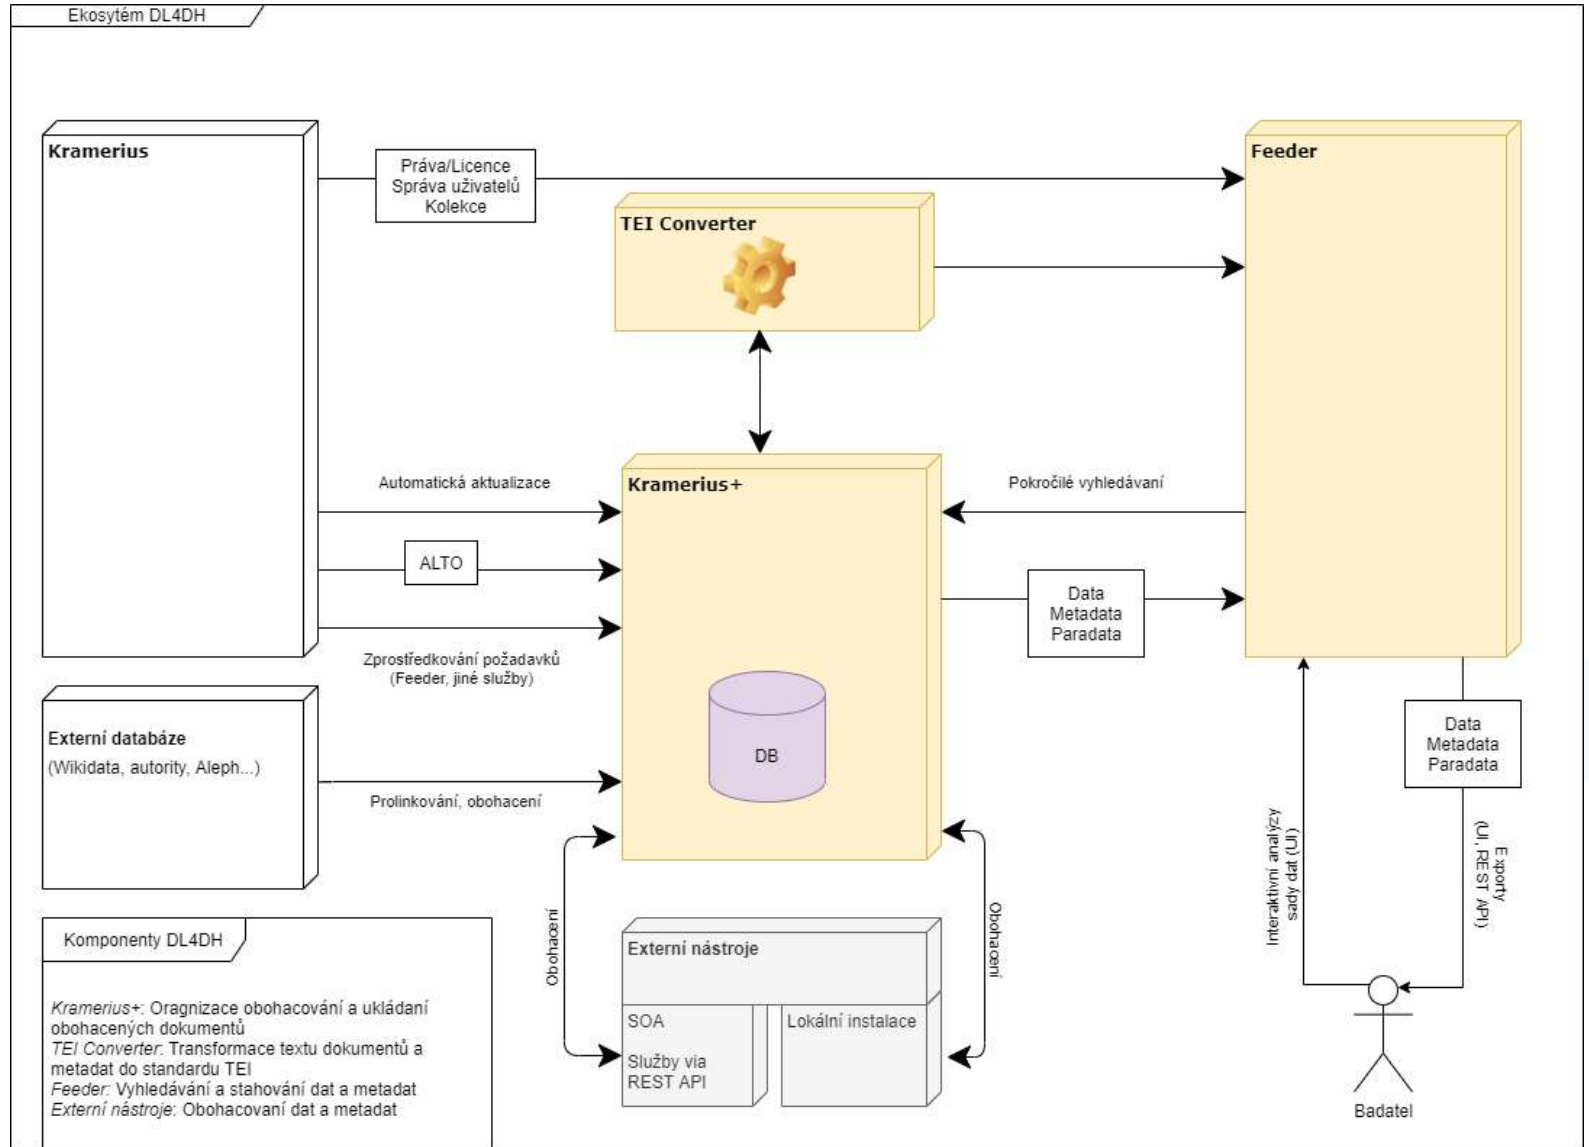 Ekosytém DL4DH
Kramerius
Práva/Licence
Správa uživatelů
Kolekce
TEI Converter
Feeder
Automatická aktualizace
Kramerius+
Pokročilé vyhledávaní
ALTO
Data
Metadata
Paradata
Zprostředkování požadavků
(Feeder, jiné služby)
DB
Externí databáze
(Wikidata, autority, Aleph...)
Prolinkování, obohacení
Data
Metadata
Paradata
Interaktivní analýzy
sady dat (UI)
Exporty
(UI, REST API)
Obohacení
Obohacení
Externí nástroje
SOA
Služby via
REST API
Lokální instalace
Badatel
Komponenty DL4DH
Kramerius+: Oragnizace obohacování a ukládaní
obohacených dokumentů
TEI Converter: Transformace textu dokumentů a
metadat do standardu TEI
Feeder: Vyhledávání a stahování dat a metadat
Externí nástroje: Obohacovaní dat a metadat